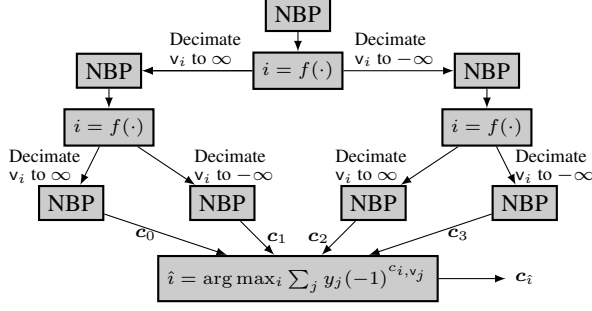 NBP
Decimate
v_i to ∞
i = f(·)
Decimate
v_i to −∞
NBP
NBP
i = f(·)
i = f(·)
Decimate
v_i to ∞
Decimate
v_i to −∞
Decimate
v_i to ∞
Decimate
v_i to −∞
NBP
NBP
NBP
NBP
c_0
c_1
c_2
c_3
î = arg max_i ∑_j y_j(−1)^{c_{i,v_j}}
c_î